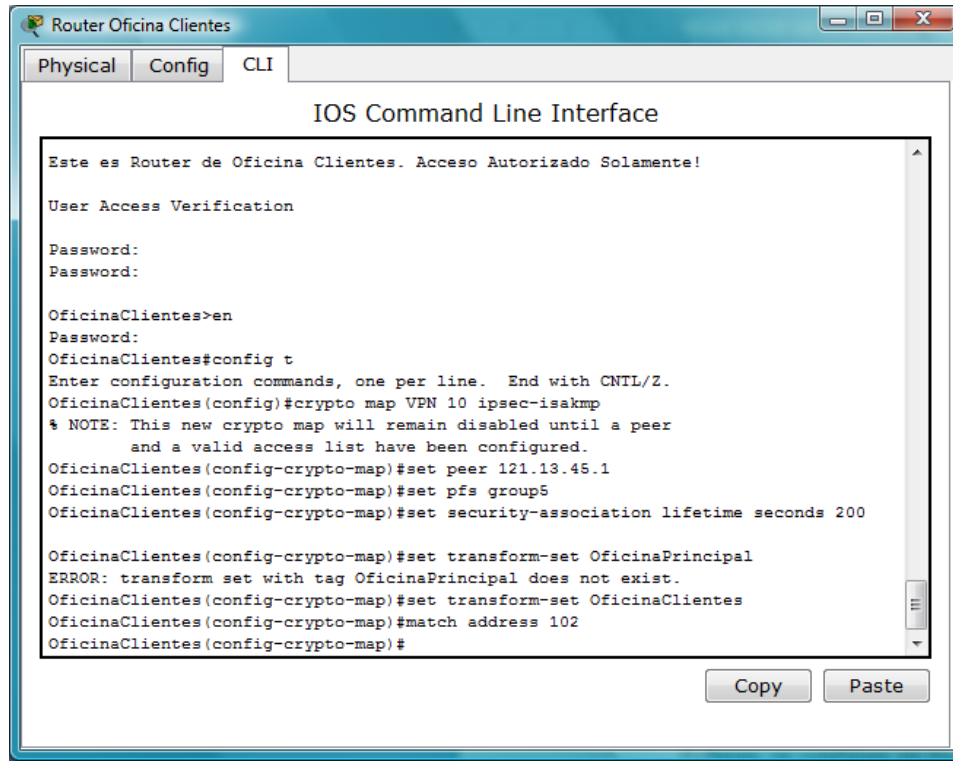 Router Oficina Clientes
Physical Config CLI
IOS Command Line Interface
Este es Router de Oficina Clientes. Acceso Autorizado Solamente!
User Access Verification
Password:
Password:
OficinaClientes>en
Password:
OficinaClientes#config t
Enter configuration commands, one per line.  End with CNTL/Z.
OficinaClientes(config)#crypto map VPN 10 ipsec-isakmp
% NOTE: This new crypto map will remain disabled until a peer
        and a valid access list have been configured.
OficinaClientes(config-crypto-map)#set peer 121.13.45.1
OficinaClientes(config-crypto-map)#set pfs group5
OficinaClientes(config-crypto-map)#set security-association lifetime seconds 200
OficinaClientes(config-crypto-map)#set transform-set OficinaPrincipal
ERROR: transform set with tag OficinaPrincipal does not exist.
OficinaClientes(config-crypto-map)#set transform-set OficinaClientes
OficinaClientes(config-crypto-map)#match address 102
OficinaClientes(config-crypto-map)#
Copy Paste